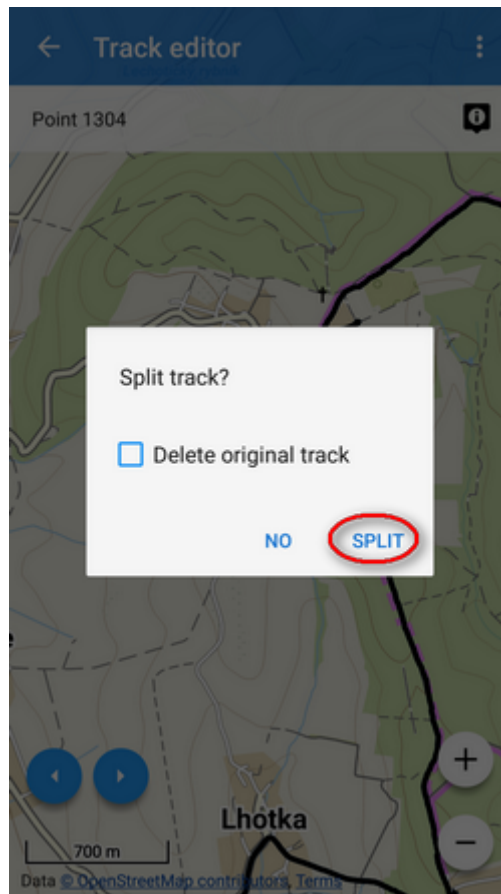 Track editor
Point 1304
Split track?
Delete original track
NO
SPLIT
Lhotka
700 m
Data © OpenStreetMap contributors, Terms